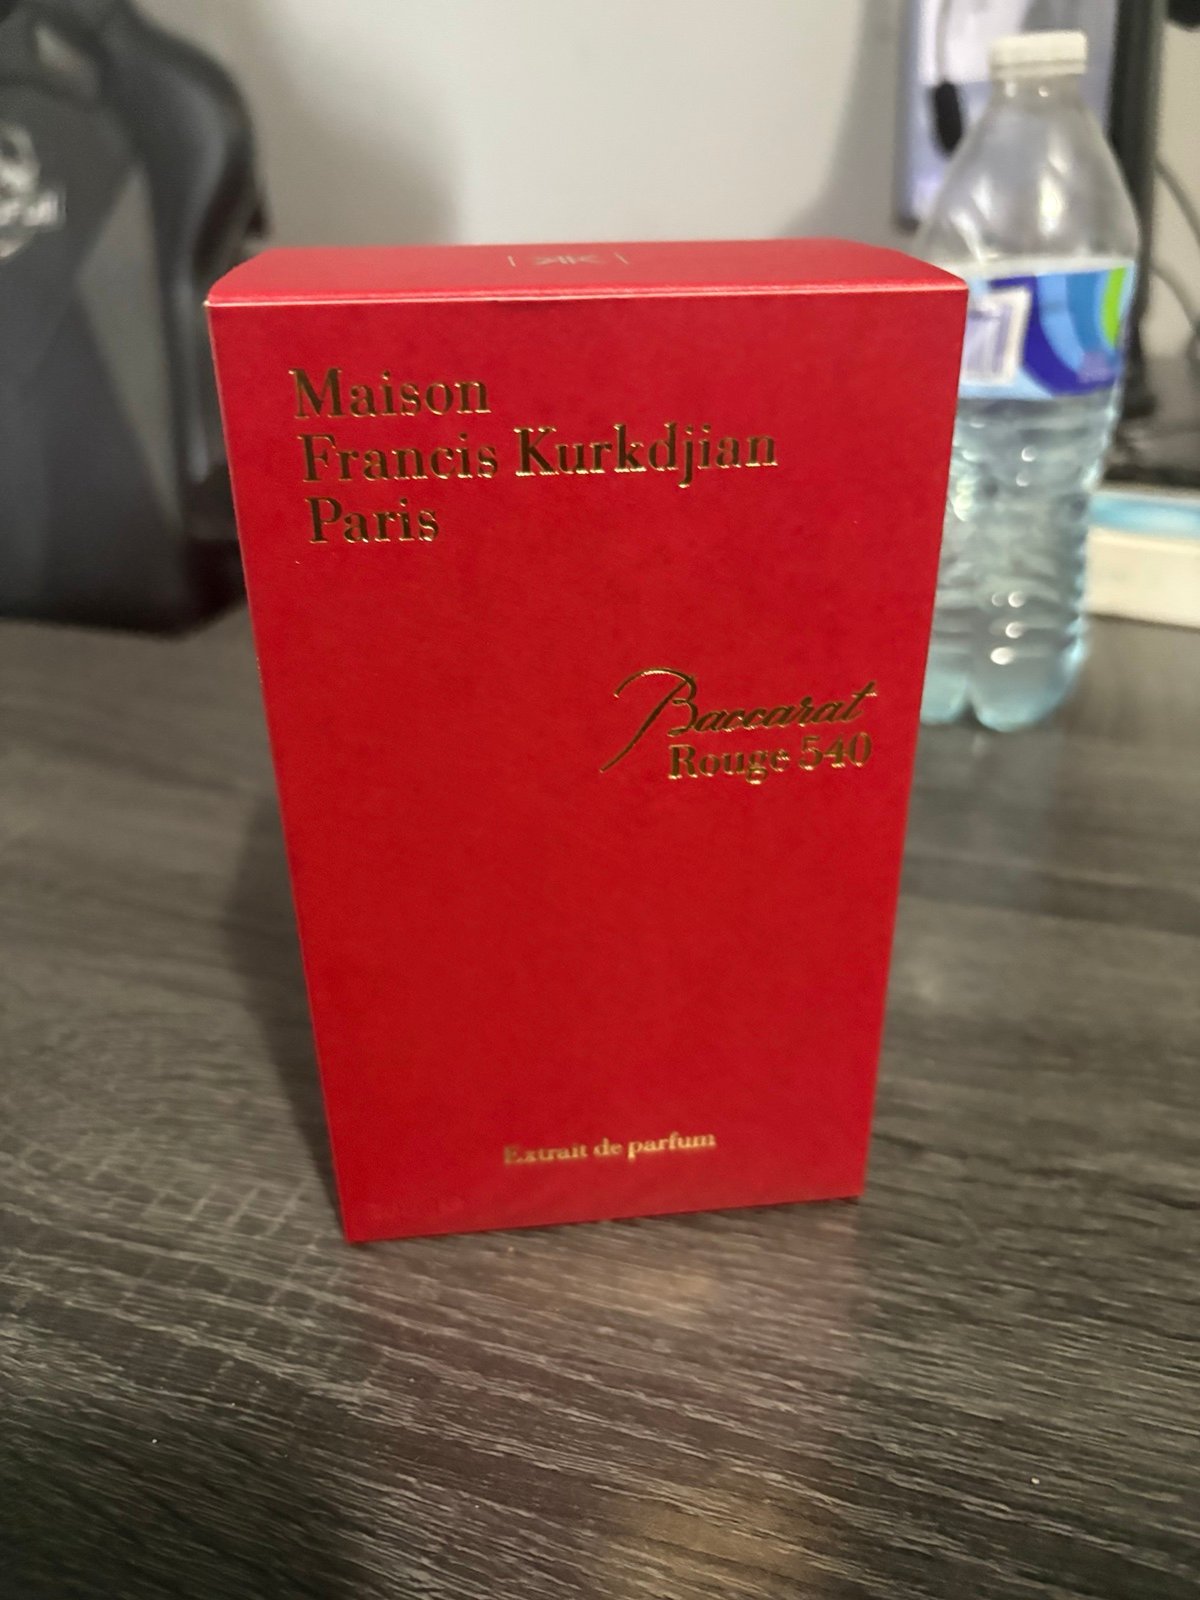 Maison
Francis Kurkdjian
Paris
Baccarat
Rouge 540
Extrait de parfum